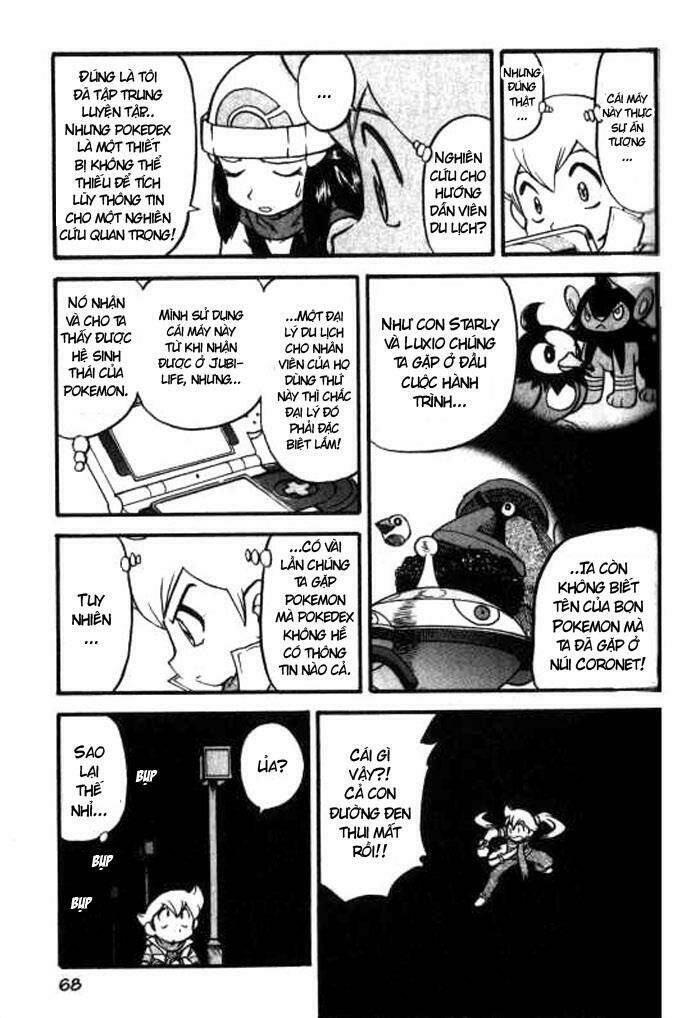 CÁI MÁY
NÀY THỰC
SỰ ẤN
TƯỢNG
...
NHƯNG
ĐÚNG
THẬT
...
NGHIÊN
CỨU CHO
HƯỚNG
DẪN VIÊN
DU LỊCH?
...
ĐÚNG LÀ TÔI
ĐÃ TẬP TRUNG
LUYỆN TẬP..
NHƯNG POKEDEX
LÀ MỘT THIẾT
BỊ KHÔNG THỂ
THIẾU ĐỂ TÍCH
LŨY THÔNG TIN
CHO MỘT NGHIÊN
CỨU QUAN TRỌNG!
NHƯ CON STARLY
VÀ LUXIO CHÚNG
TA GẶP Ở ĐẦU
CUỘC HÀNH
TRÌNH...
...TA CÒN
KHÔNG BIẾT
TÊN CỦA BỌN
POKEMON MÀ
TA ĐÃ GẶP Ở
NÚI CORONET!
...MỘT ĐẠI
LÝ DU LỊCH
CHO NHÂN
VIÊN CỦA HỌ
DÙNG THỨ
NÀY THÌ CHẮC
ĐẠI LÝ ĐÓ
PHẢI ĐẶC
BIỆT LẮM!
MÌNH SỬ DỤNG
CÁI MÁY NÀY
TỪ KHI NHẬN
ĐƯỢC Ở JUBI-
LIFE, NHƯNG...
NÓ NHẬN
VÀ CHO TA
THẤY ĐƯỢC
HỆ SINH
THÁI CỦA
POKEMON.
...CÓ VÀI
LẦN CHÚNG
TA GẶP
POKEMON
MÀ POKEDEX
KHÔNG HỀ
CÓ THÔNG
TIN NÀO CẢ.
TUY
NHIÊN
...
CÁI GÌ
VẬY?!
CẢ CON
ĐƯỜNG ĐEN
THUI MẤT
RỒI!!
ỦA?
SAO
LẠI
THẾ
NHỈ...
BỤP
BỤP
BỤP
68